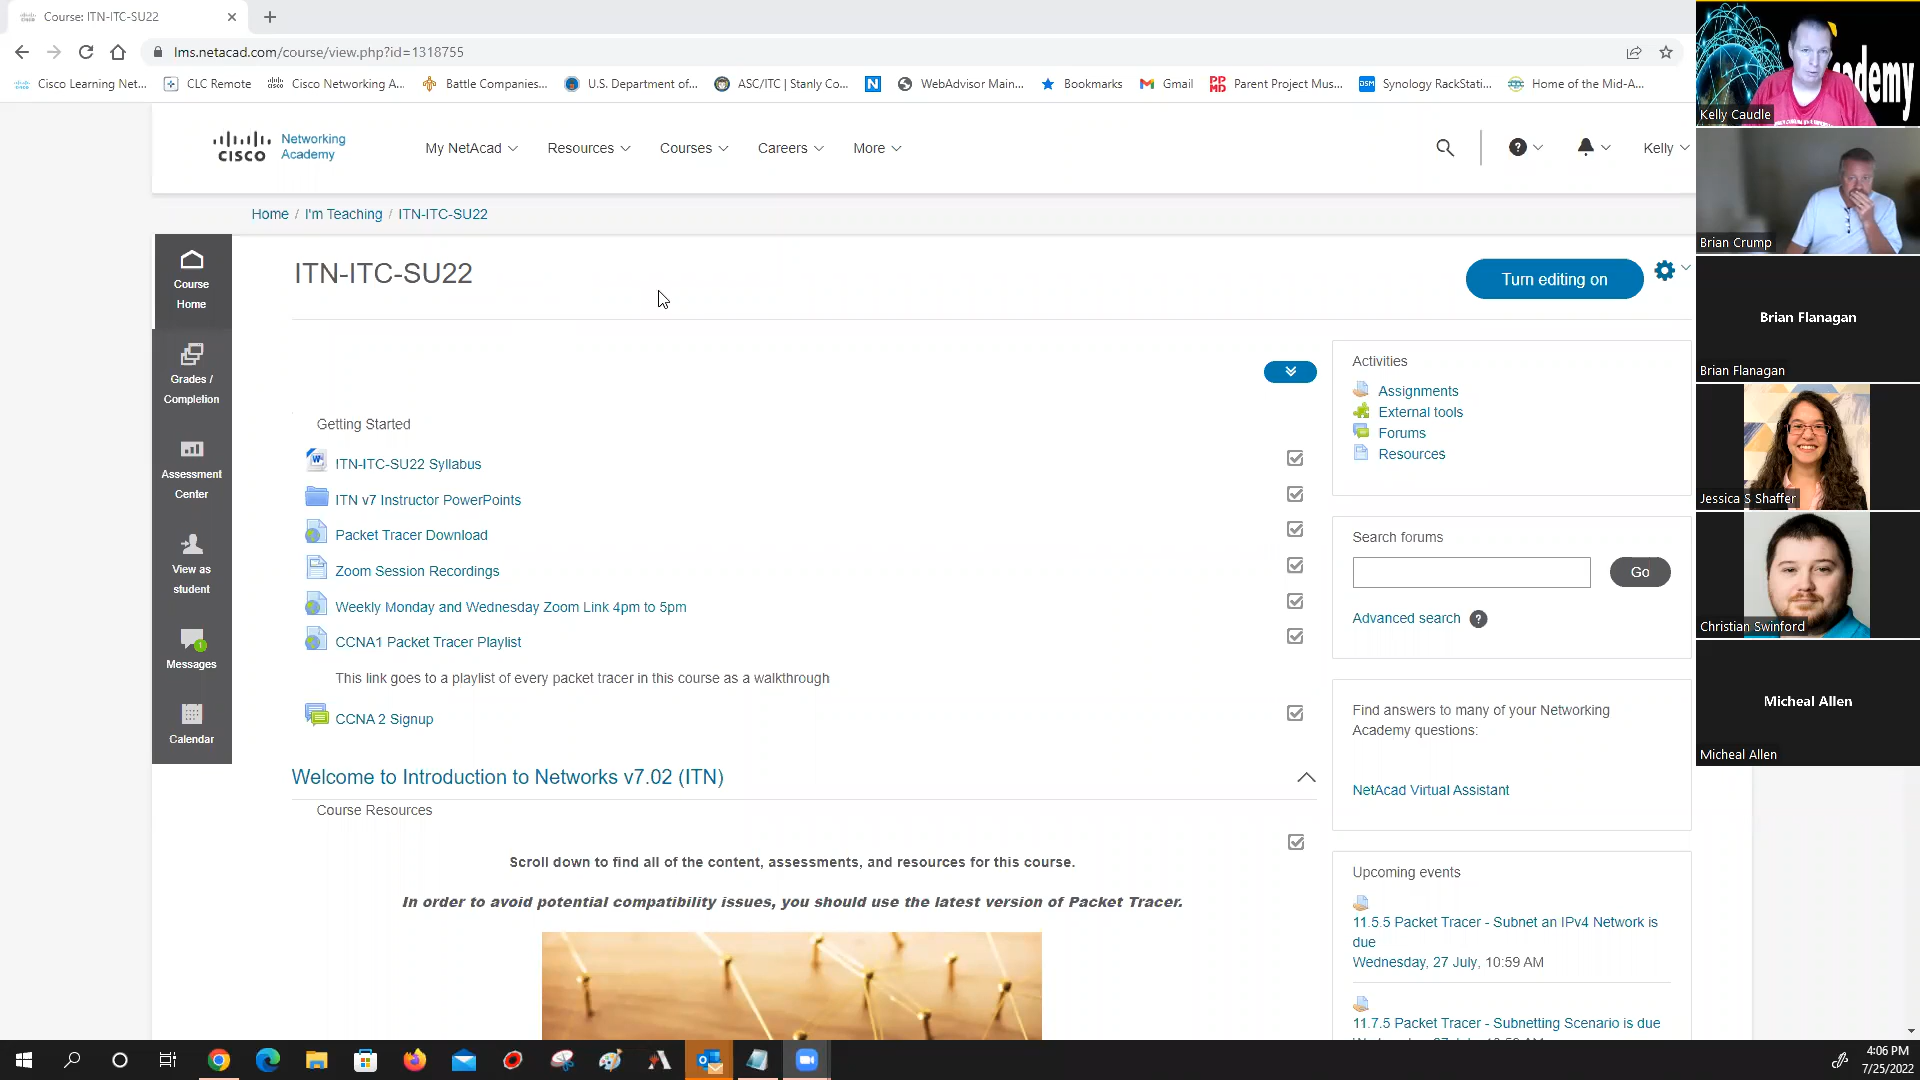 Course: ITN-ITC-SU22
lms.netacad.com/course/view.php?id=1318755
Cisco Learning Net...
CLC Remote
Cisco Networking A...
Battle Companies...
U.S. Department of...
ASC/ITC | Stanly Co...
WebAdvisor Main...
Bookmarks
Gmail
Parent Project Mus...
Synology RackStati...
Home of the Mid-A...
CISCO
Networking
Academy
My NetAcad
Resources
Courses
Careers
More
Kelly
Home / I'm Teaching / ITN-ITC-SU22
Course
Home
Grades /
Completion
Assessment
Center
View as
student
1
Messages
Calendar
ITN-ITC-SU22
Turn editing on
Getting Started
ITN-ITC-SU22 Syllabus
ITN v7 Instructor PowerPoints
Packet Tracer Download
Zoom Session Recordings
Weekly Monday and Wednesday Zoom Link 4pm to 5pm
CCNA1 Packet Tracer Playlist
This link goes to a playlist of every packet tracer in this course as a walkthrough
CCNA 2 Signup
Welcome to Introduction to Networks v7.02 (ITN)
Course Resources
Scroll down to find all of the content, assessments, and resources for this course.
In order to avoid potential compatibility issues, you should use the latest version of Packet Tracer.
Activities
Assignments
External tools
Forums
Resources
Search forums
Go
Advanced search
Find answers to many of your Networking
Academy questions:
NetAcad Virtual Assistant
Upcoming events
11.5.5 Packet Tracer - Subnet an IPv4 Network is
due
Wednesday, 27 July, 10:59 AM
11.7.5 Packet Tracer - Subnetting Scenario is due
Kelly Caudle
Brian Crump
Brian Flanagan
Brian Flanagan
Jessica S Shaffer
Christian Swinford
Micheal Allen
Micheal Allen
4:06 PM
7/25/2022